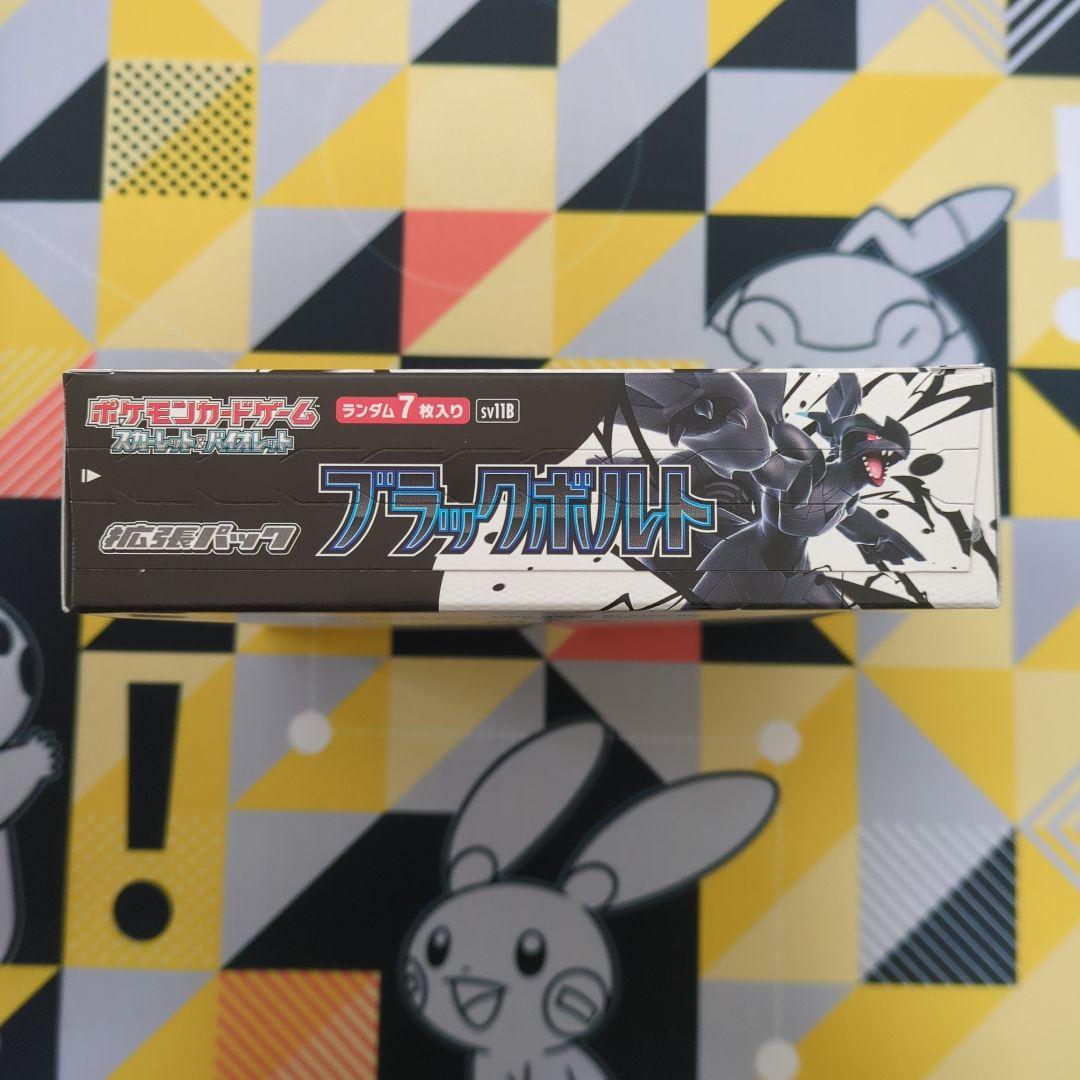 ポケモンカードゲーム
スカーレット&バイオレット
ランダム7枚入り
sv11B
拡張パック
ブラックボルト